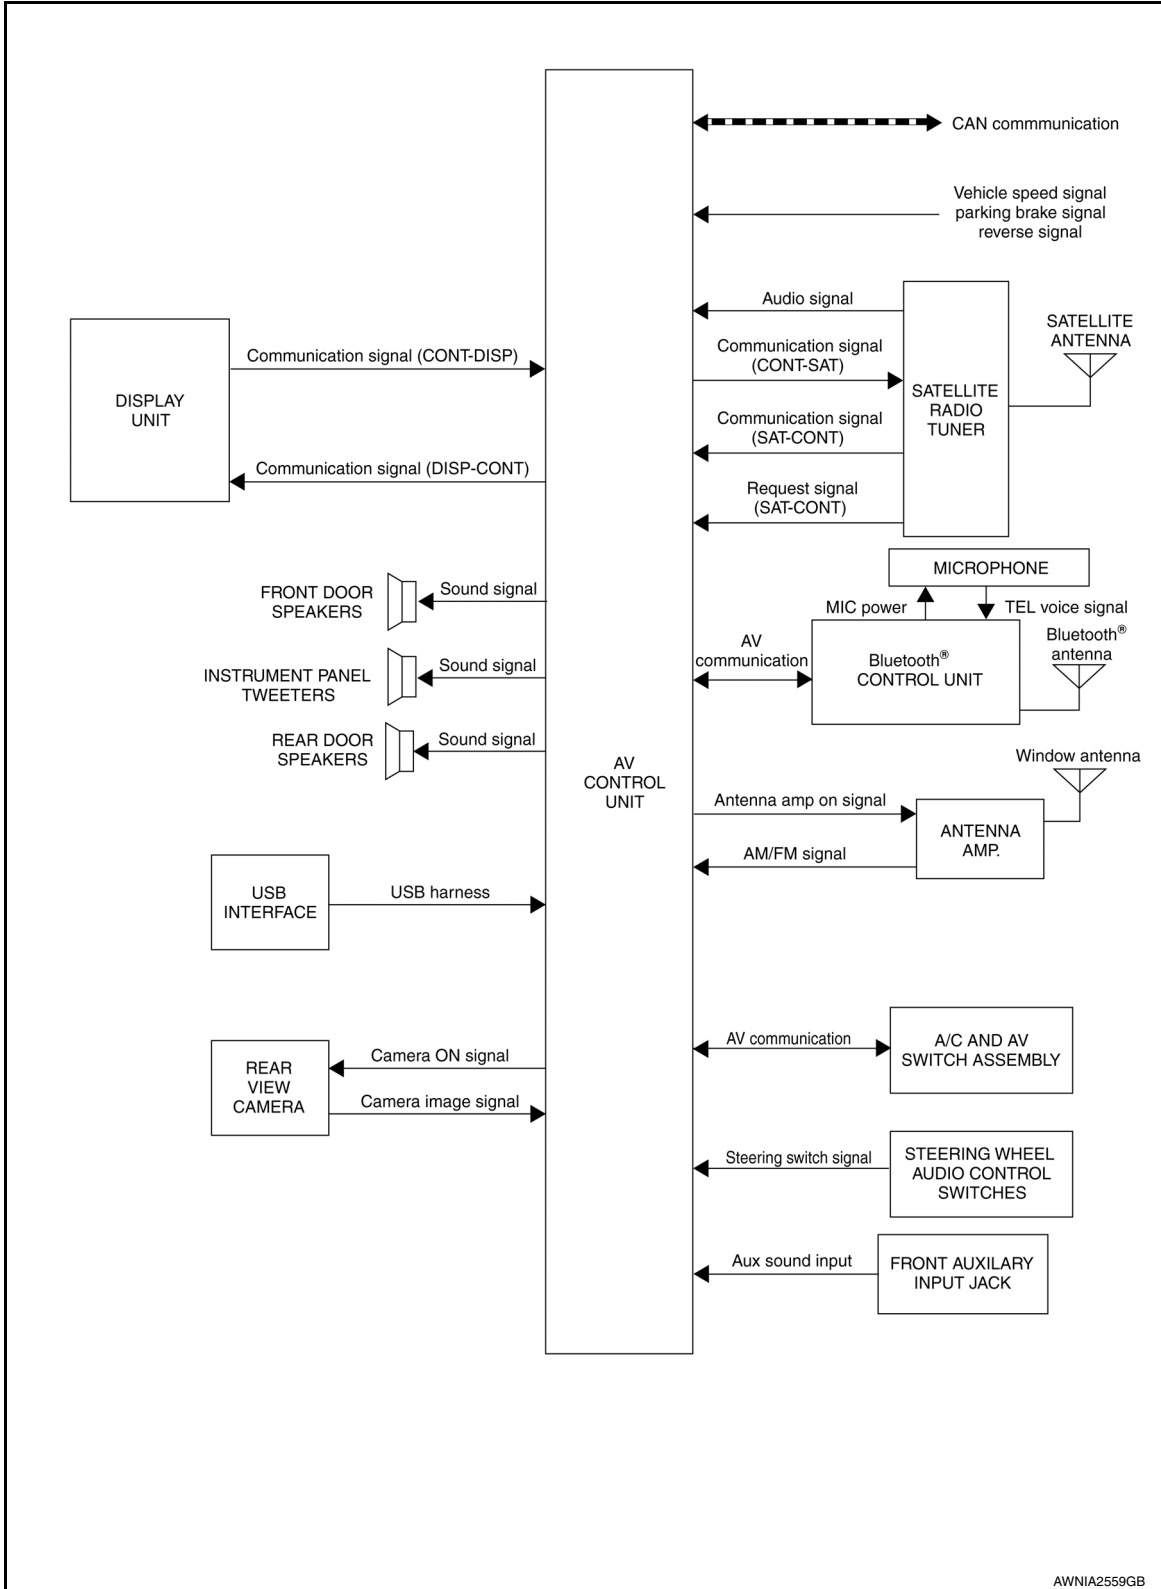 CAN commmunication
Vehicle speed signal
parking brake signal
reverse signal
Audio signal
Communication signal
(CONT-SAT)
Communication signal
(SAT-CONT)
Request signal
(SAT-CONT)
SATELLITE
RADIO
TUNER
SATELLITE
ANTENNA
DISPLAY
UNIT
Communication signal (CONT-DISP)
Communication signal (DISP-CONT)
MICROPHONE
MIC power
TEL voice signal
Bluetooth®
antenna
AV
communication
Bluetooth®
CONTROL UNIT
FRONT DOOR
SPEAKERS
Sound signal
INSTRUMENT PANEL
TWEETERS
Sound signal
REAR DOOR
SPEAKERS
Sound signal
AV
CONTROL
UNIT
Window antenna
Antenna amp on signal
AM/FM signal
ANTENNA
AMP.
USB
INTERFACE
USB harness
REAR
VIEW
CAMERA
Camera ON signal
Camera image signal
AV communication
A/C AND AV
SWITCH ASSEMBLY
Steering switch signal
STEERING WHEEL
AUDIO CONTROL
SWITCHES
Aux sound input
FRONT AUXILARY
INPUT JACK
AWNIA2559GB